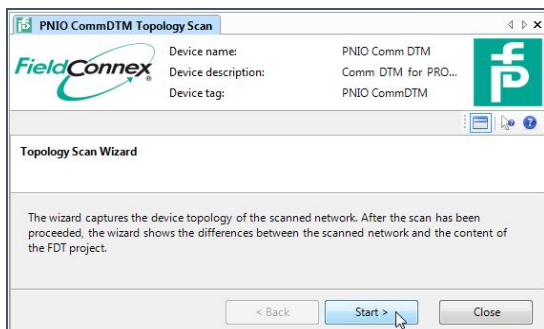 PNIO CommDTM Topology Scan
FieldConnex®
Device name: PNIO Comm DTM
Device description: Comm DTM for PRO...
Device tag: PNIO CommDTM
Topology Scan Wizard
The wizard captures the device topology of the scanned network. After the scan has been
proceeded, the wizard shows the differences between the scanned network and the content
of the FDT project.
< Back Start > Close